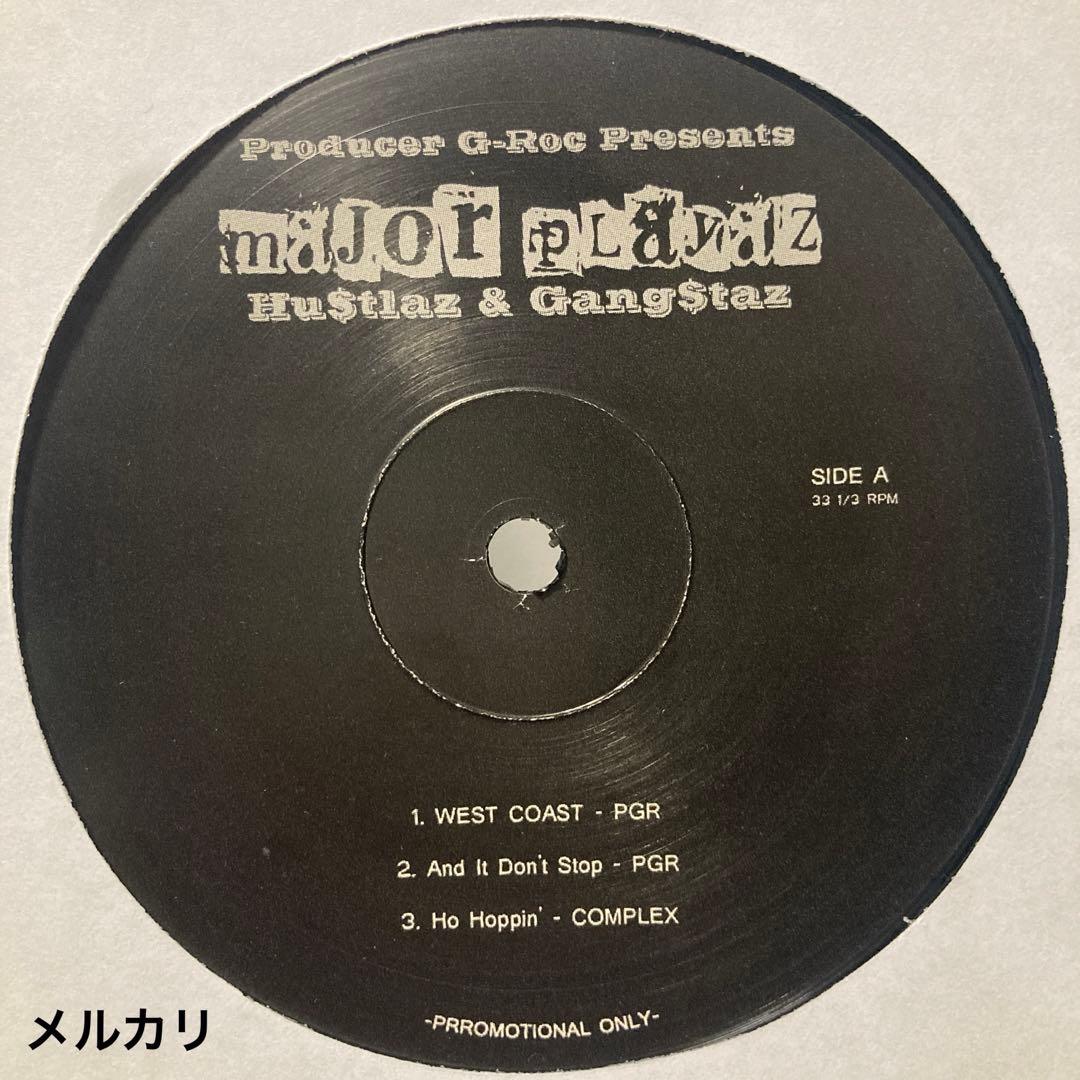 Producer G-Roc Presents
major pLayaz
Hu$tlaz & Gang$taz
SIDE A
33 1/3 RPM
1. WEST COAST - PGR
2. And It Don't Stop - PGR
3. Ho Hoppin' - COMPLEX
-PRROMOTIONAL ONLY-
メルカリ